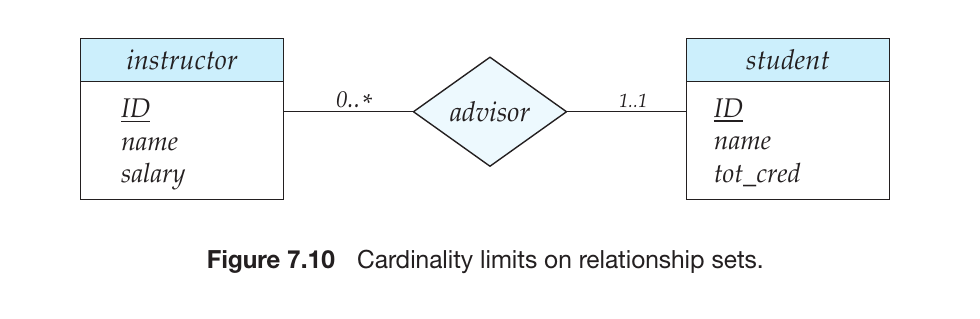 instructor
ID
name
salary
0..*
advisor
1..1
student
ID
name
tot_cred
Figure 7.10 Cardinality limits on relationship sets.